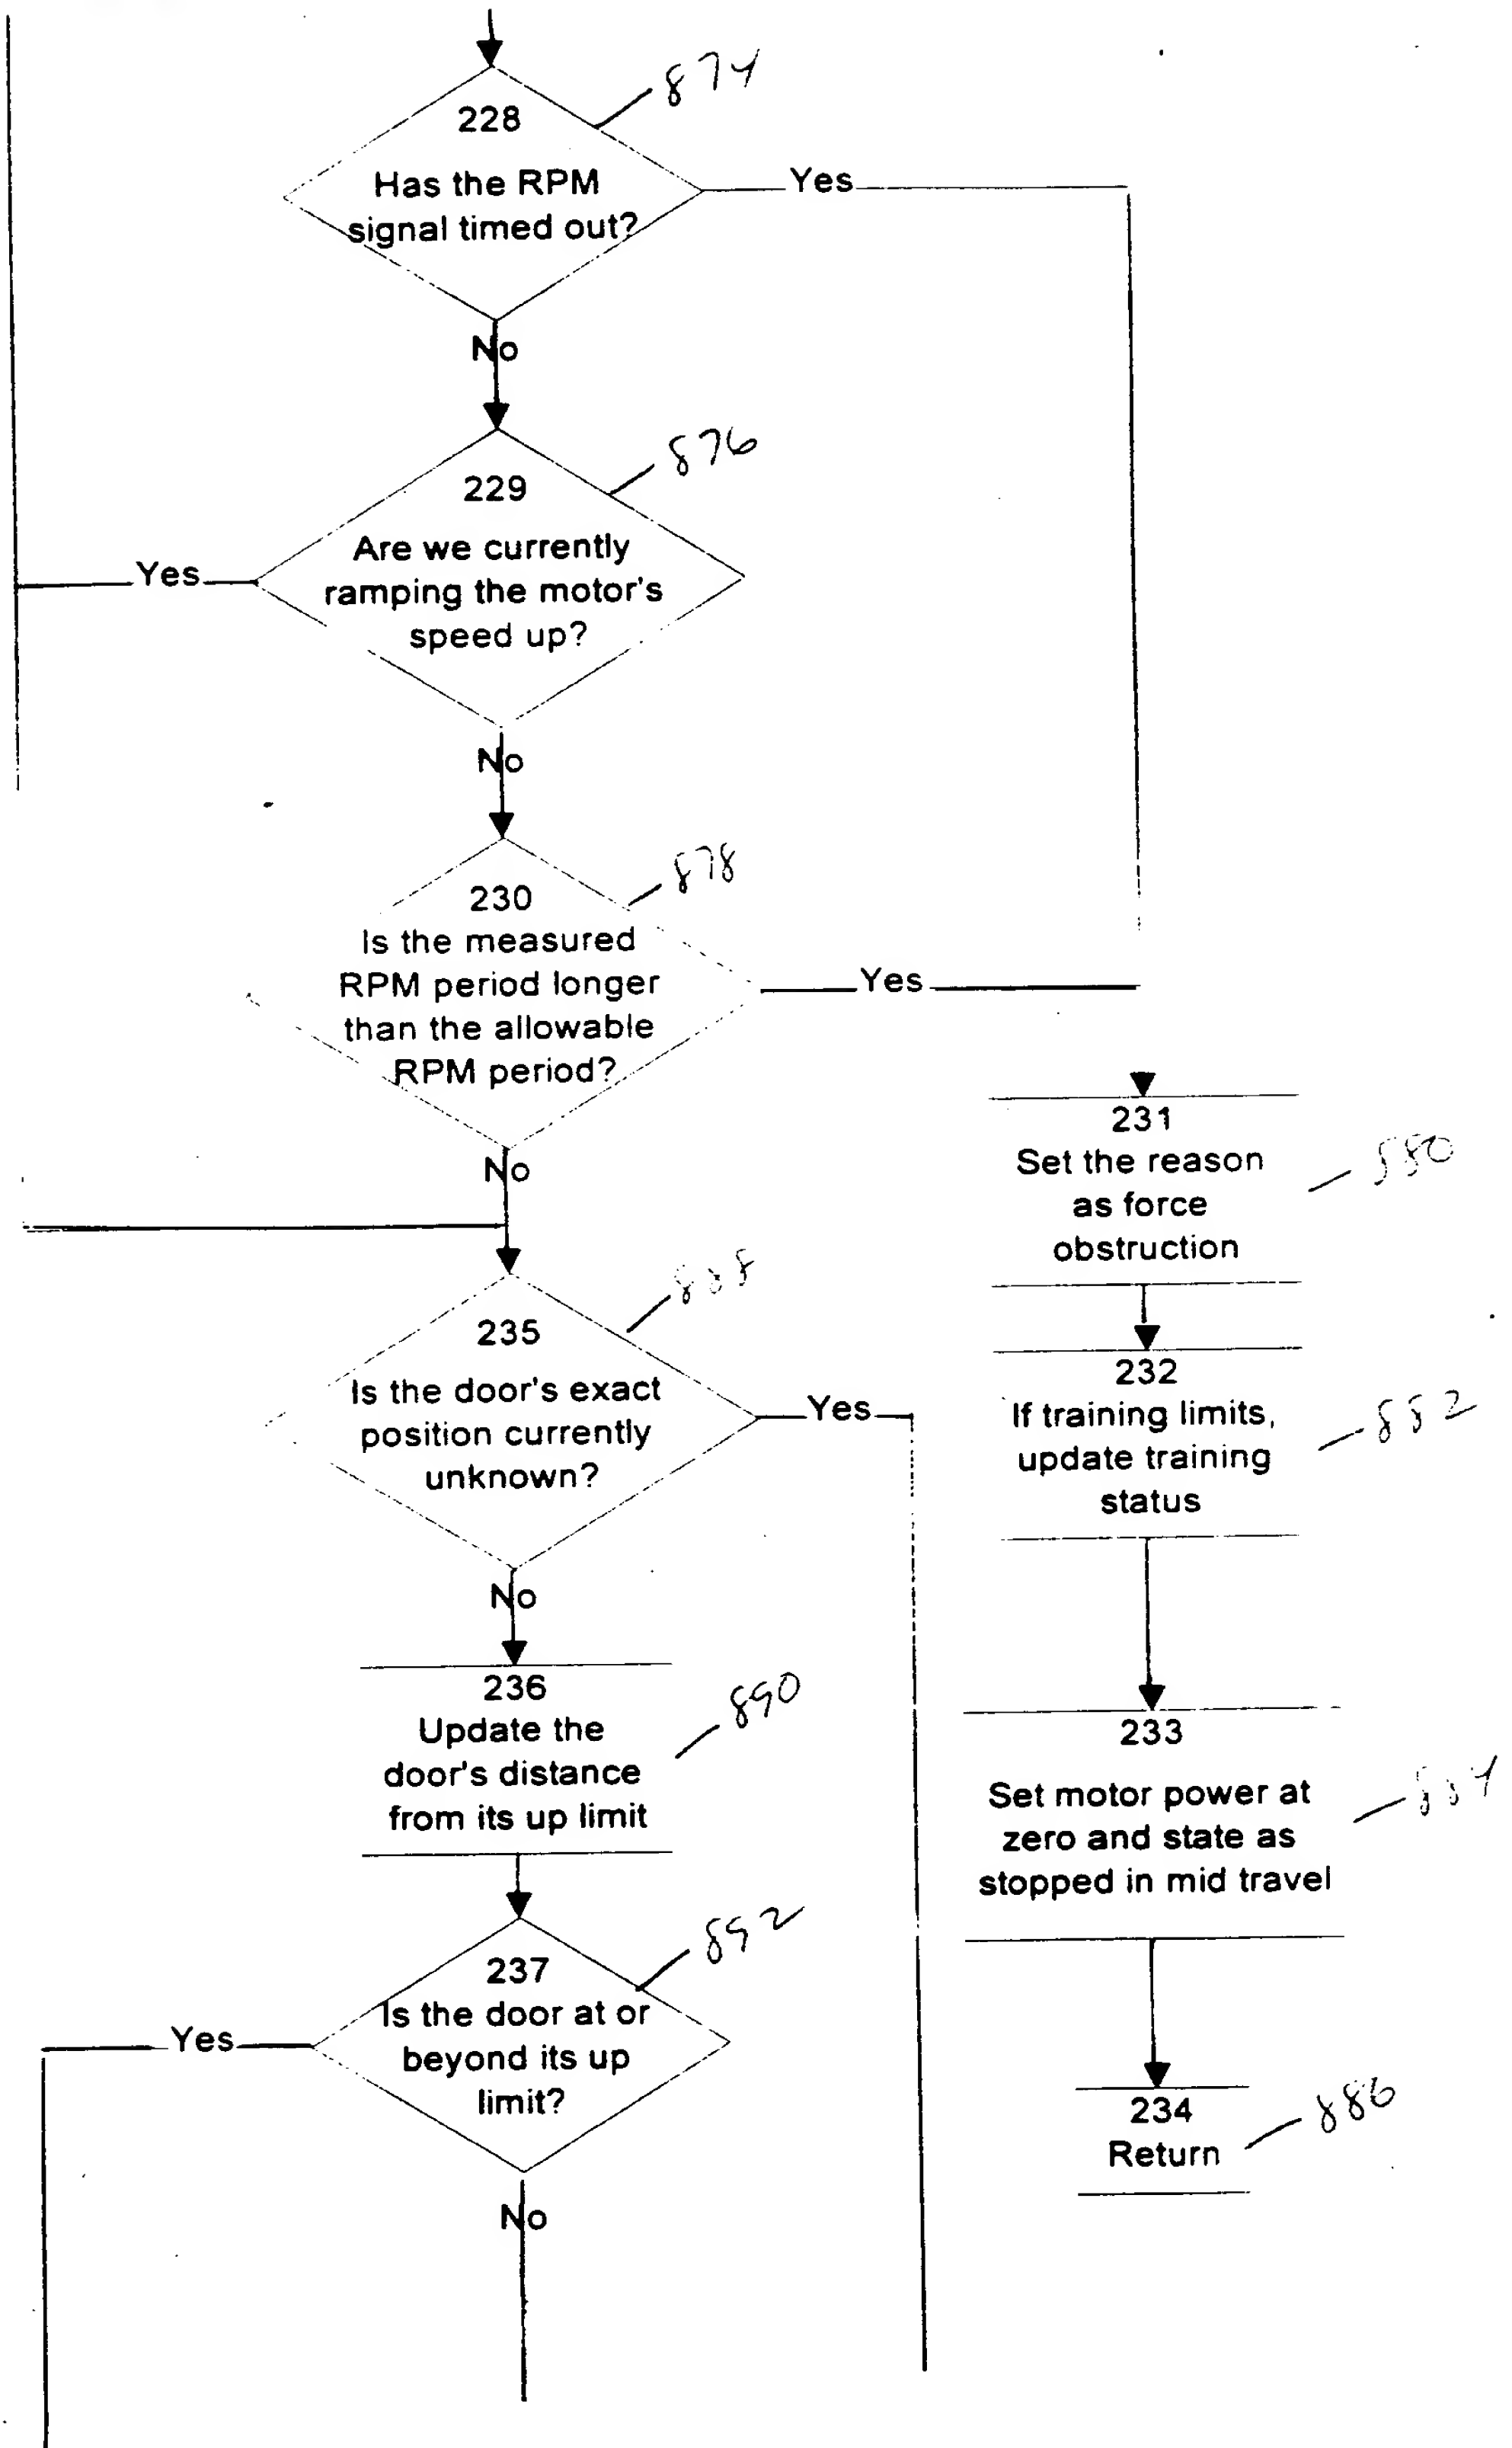 228
874
Has the RPM
signal timed out?
Yes
No
876
229
Are we currently
ramping the motor's
speed up?
Yes
No
878
230
Is the measured
RPM period longer
than the allowable
RPM period?
Yes
No
231
Set the reason
as force
obstruction
880
235
888
Is the door's exact
position currently
unknown?
Yes
No
232
If training limits,
update training
status
882
236
Update the
door's distance
from its up limit
890
233
Set motor power at
zero and state as
stopped in mid travel
884
237
892
Is the door at or
beyond its up
limit?
Yes
No
234
Return
886